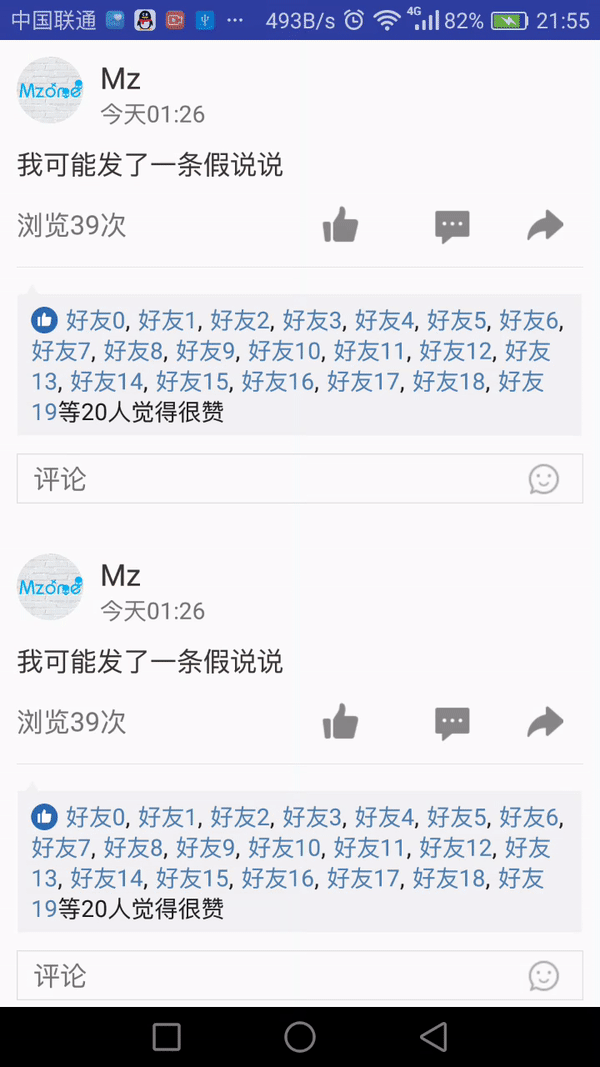 中国联通 ··· 493B/s 4G 82% 21:55
Mzone
Mz
今天01:26
我可能发了一条假说说
浏览39次
好友0, 好友1, 好友2, 好友3, 好友4, 好友5, 好友6,
好友7, 好友8, 好友9, 好友10, 好友11, 好友12, 好友
13, 好友14, 好友15, 好友16, 好友17, 好友18, 好友
19等20人觉得很赞
评论
Mzone
Mz
今天01:26
我可能发了一条假说说
浏览39次
好友0, 好友1, 好友2, 好友3, 好友4, 好友5, 好友6,
好友7, 好友8, 好友9, 好友10, 好友11, 好友12, 好友
13, 好友14, 好友15, 好友16, 好友17, 好友18, 好友
19等20人觉得很赞
评论